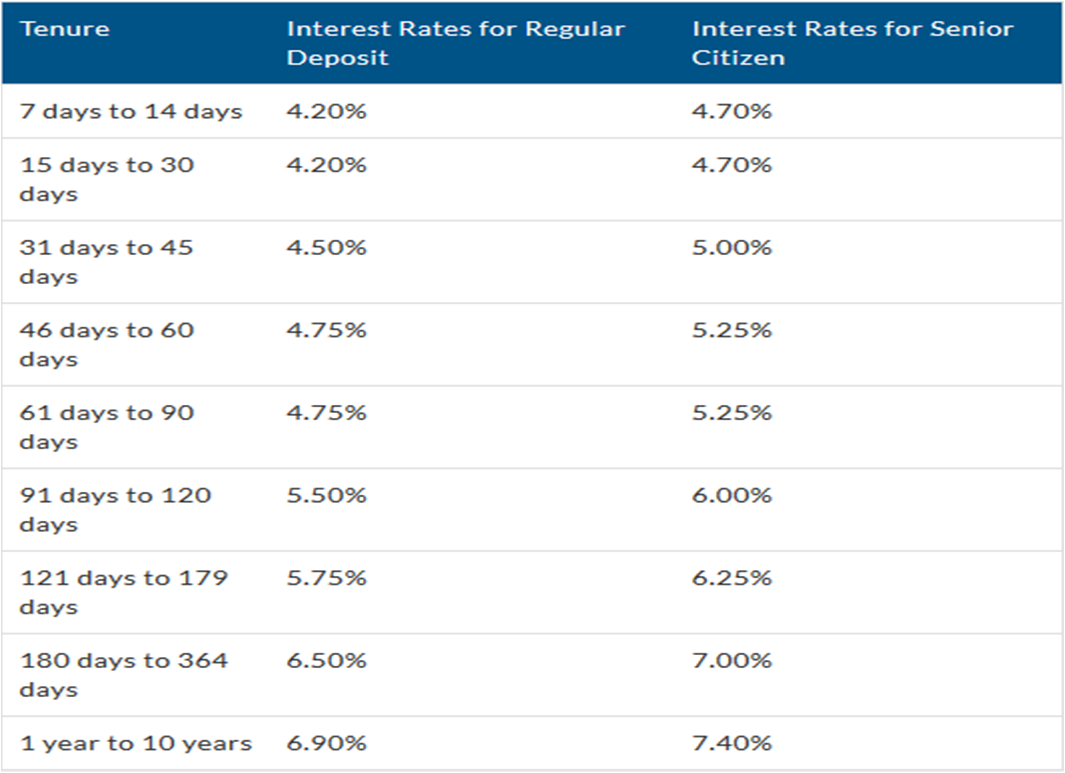 Tenure Interest Rates for Regular Deposit Interest Rates for Senior Citizen
7 days to 14 days 4.20% 4.70%
15 days to 30 days 4.20% 4.70%
31 days to 45 days 4.50% 5.00%
46 days to 60 days 4.75% 5.25%
61 days to 90 days 4.75% 5.25%
91 days to 120 days 5.50% 6.00%
121 days to 179 days 5.75% 6.25%
180 days to 364 days 6.50% 7.00%
1 year to 10 years 6.90% 7.40%